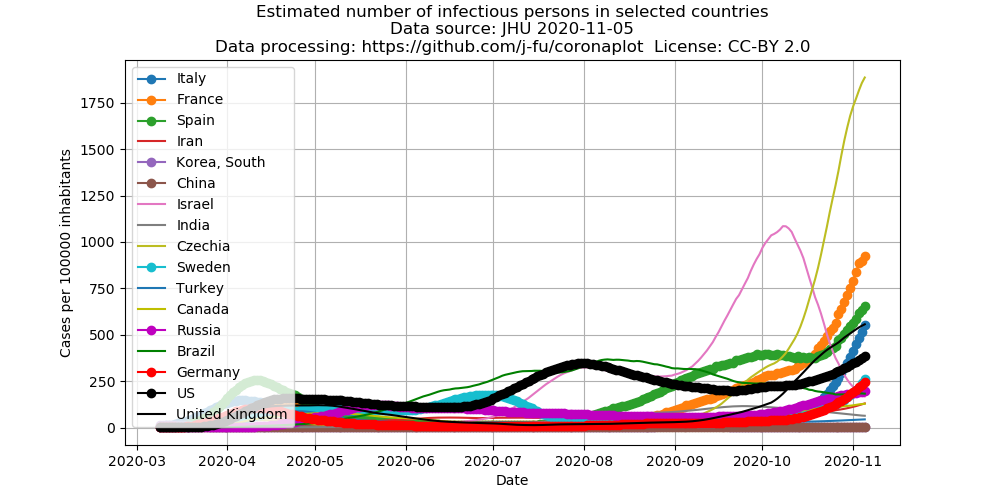 Estimated number of infectious persons in selected countries
Data source: JHU 2020-11-05
Data processing: https://github.com/j-fu/coronaplot  License: CC-BY 2.0
Cases per 100000 inhabitants
1750
1500
1250
1000
750
500
250
0
Italy
France
Spain
Iran
Korea, South
China
Israel
India
Czechia
Sweden
Turkey
Canada
Russia
Brazil
Germany
US
United Kingdom
2020-03 2020-04 2020-05 2020-06 2020-07 2020-08 2020-09 2020-10 2020-11
Date